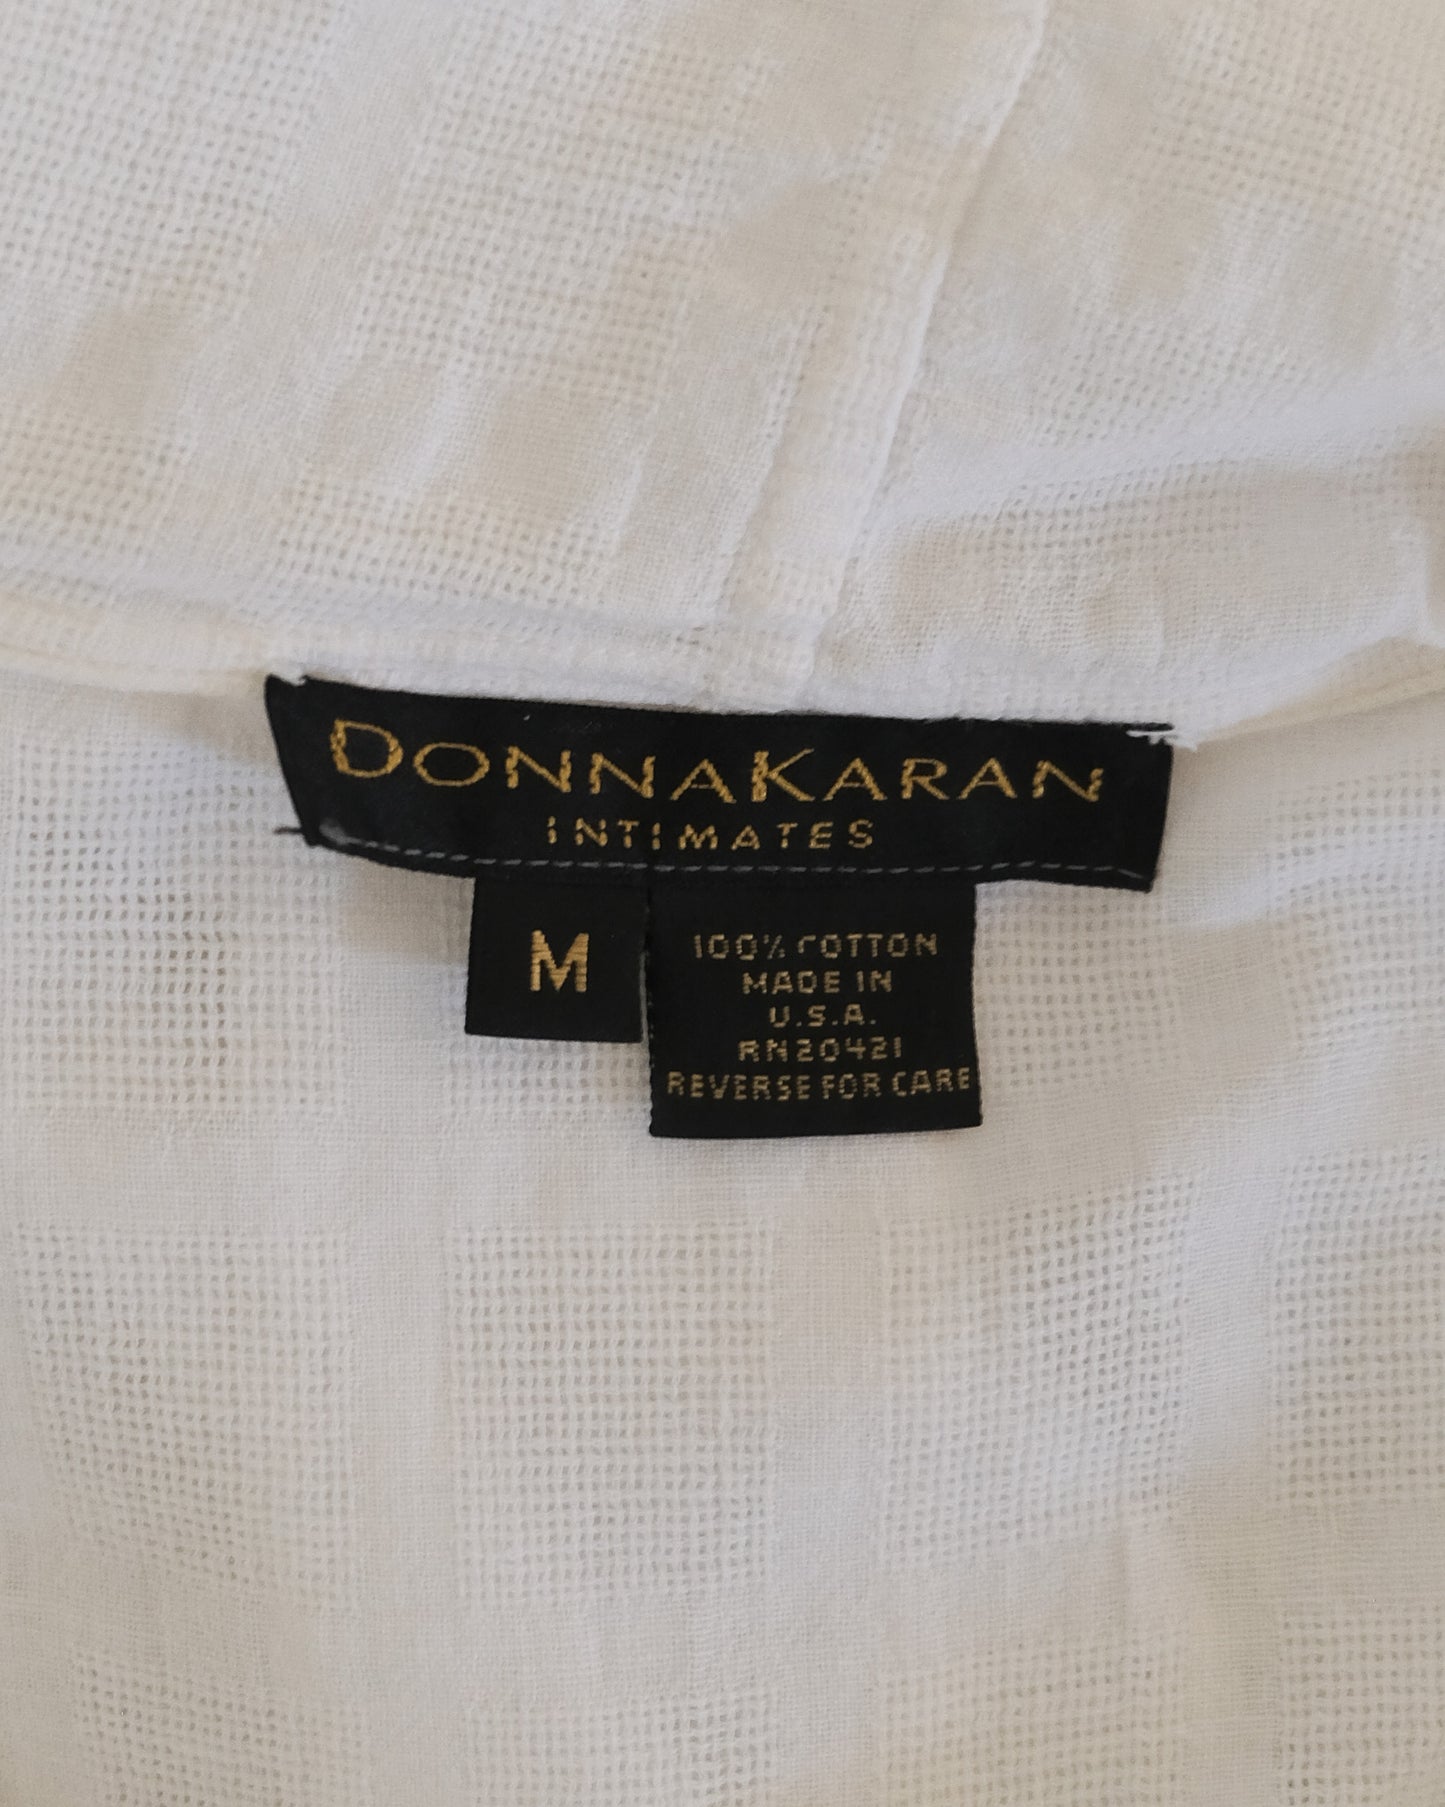 DONNAKARAN
INTIMATES
M
100% COTTON
MADE IN
U.S.A.
RN20421
REVERSE FOR CARE